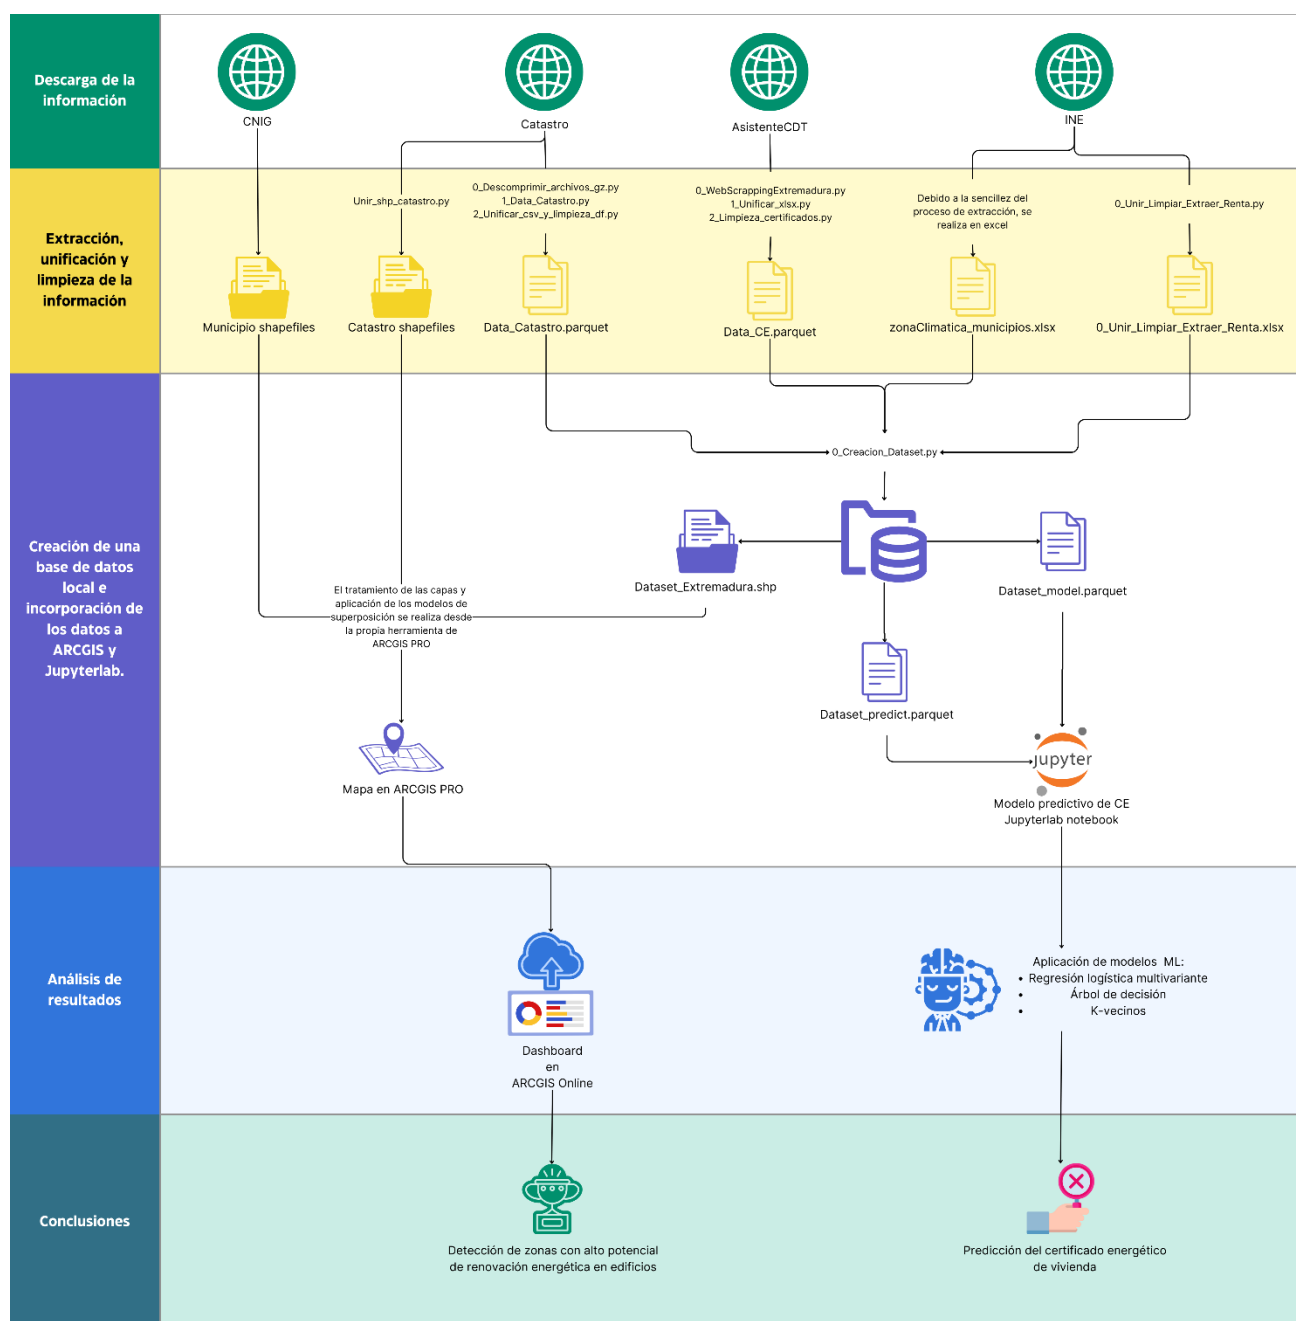 Descarga de la
información
CNIG
Catastro
AsistenteCDT
INE
Extracción,
unificación y
limpieza de la
información
Unir_shp_catastro.py
0_Descomprimir_archivos_gz.py
1_Data_Catastro.py
2_Unificar_csv_y_limpieza_df.py
0_WebScrappingExtremadura.py
1_Unificar_xlsx.py
2_Limpieza_certificados.py
Debido a la sencillez del
proceso de extracción, se
realiza en excel
0_Unir_Limpiar_Extraer_Renta.py
Municipio shapefiles
Catastro shapefiles
Data_Catastro.parquet
Data_CE.parquet
zonaClimatica_municipios.xlsx
0_Unir_Limpiar_Extraer_Renta.xlsx
Creación de una
base de datos
local e
incorporación de
los datos a
ARCGIS y
Jupyterlab.
0_Creacion_Dataset.py
Dataset_Extremadura.shp
Dataset_model.parquet
El tratamiento de las capas y
aplicación de los modelos de
superposición se realiza desde
la propia herramienta de
ARCGIS PRO
Dataset_predict.parquet
Mapa en ARCGIS PRO
jupyter
Modelo predictivo de CE
Jupyterlab notebook
Análisis de
resultados
Dashboard
en
ARCGIS Online
Aplicación de modelos ML:
• Regresión logística multivariante
• Árbol de decisión
• K-vecinos
Conclusiones
Detección de zonas con alto potencial
de renovación energética en edificios
Predicción del certificado energético
de vivienda